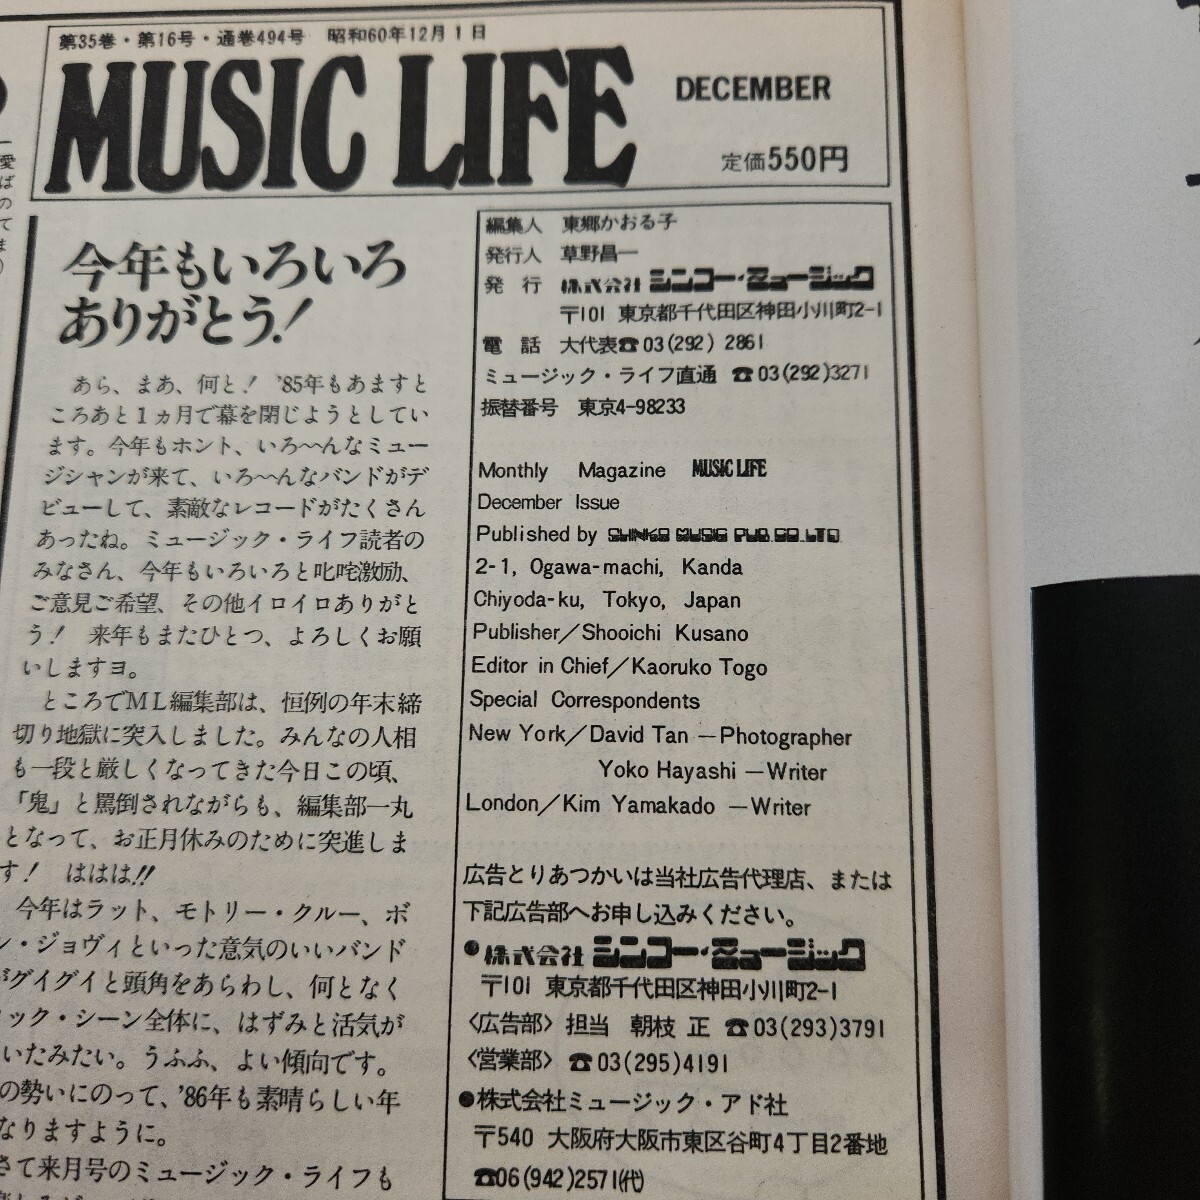 第35巻・第16号・通巻494号 昭和60年12月1日
MUSIC LIFE
DECEMBER
定価550円
今年もいろいろ
ありがとう!
あら、まあ、何と! '85年もあますと
ころあと1ヵ月で幕を閉じようとしてい
ます。今年もホント、いろ〜〜んなミュー
ジシャンが来て、いろ〜〜んなバンドがデ
ビューして、素敵なレコードがたくさん
あったね。ミュージック・ライフ読者の
みなさん、今年もいろいろと叱咤激励、
ご意見ご希望、その他イロイロありがと
う! 来年もまたひとつ、よろしくお願
いしますヨ。
ところでML編集部は、恒例の年末締
切り地獄に突入しました。みんなの人相
も一段と厳しくなってきた今日この頃、
「鬼」と罵倒されながらも、編集部一丸
となって、お正月休みのために突進しま
す! ははは!!
今年はラット、モトリー・クルー、ボ
ン・ジョヴィといった意気のいいバンド
がグイグイと頭角をあらわし、何となく
ック・シーン全体に、はずみと活気が
いたみたい。うふふ、よい傾向です。
の勢いにのって、'86年も素晴らしい年
なりますように。
さて来月号のミュージック・ライフも
編集人 東郷かおる子
発行人 草野昌一
発行 株式会社 シンコー・ミュージック
〒101 東京都千代田区神田小川町2-1
電話 大代表☎03(292) 2861
ミュージック・ライフ直通 ☎03(292)3271
振替番号 東京4-98233
Monthly Magazine MUSIC LIFE
December Issue
Published by SHINKO MUSIC PUB. CO. LTD.
2-1, Ogawa-machi, Kanda
Chiyoda-ku, Tokyo, Japan
Publisher／Shooichi Kusano
Editor in Chief／Kaoruko Togo
Special Correspondents
New York／David Tan —Photographer
Yoko Hayashi —Writer
London／Kim Yamakado —Writer
広告とりあつかいは当社広告代理店、または
下記広告部へお申し込みください。
●株式会社 シンコー・ミュージック
〒101 東京都千代田区神田小川町2-1
〈広告部〉担当 朝枝 正 ☎03(293)3791
〈営業部〉☎03(295)4191
●株式会社ミュージック・アド社
〒540 大阪府大阪市東区谷町4丁目2番地
☎06(942)2571(代)